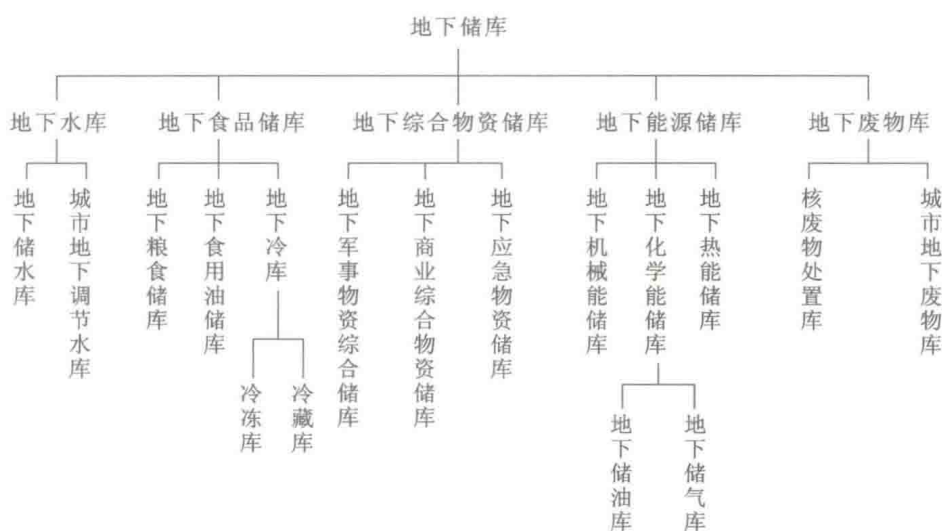 地下储库
地下水库
地下食品储库
地下综合物资储库
地下能源储库
地下废物库
地下储水库
城市地下调节水库
地下粮食储库
地下食用油储库
地下冷库
地下军事物资综合储库
地下商业综合物资储库
地下应急物资储库
地下机械能储库
地下化学能储库
地下热能储库
核废物处置库
城市地下废物库
冷冻库
冷藏库
地下储油库
地下储气库